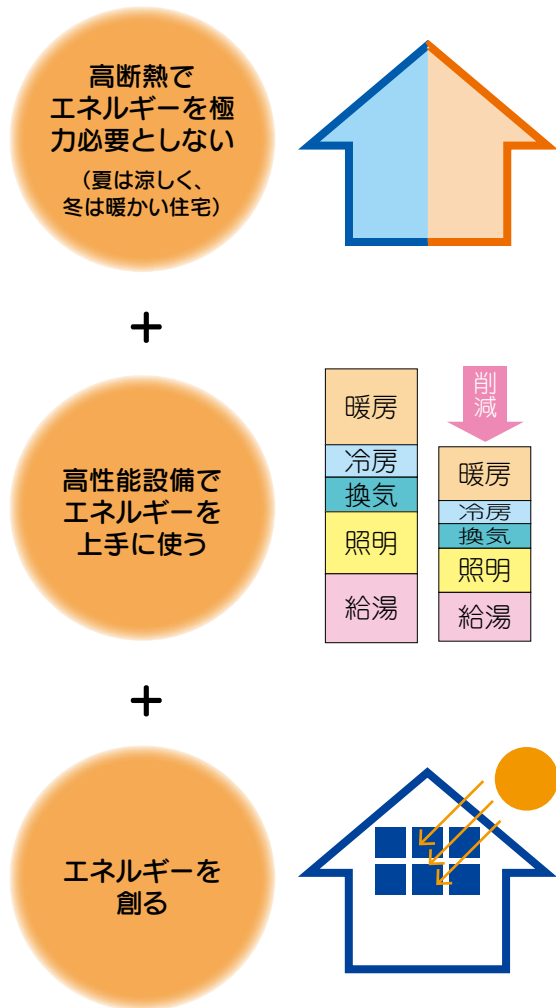 高断熱で
エネルギーを極
力必要としない
（夏は涼しく、
冬は暖かい住宅）
＋
高性能設備で
エネルギーを
上手に使う
暖房
冷房
換気
照明
給湯
削減
暖房
冷房
換気
照明
給湯
＋
エネルギーを
創る